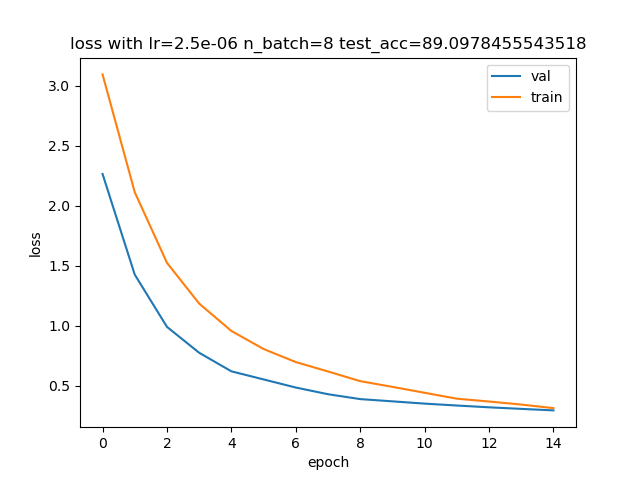 loss with lr=2.5e-06 n_batch=8 test_acc=89.0978455543518
val
train
3.0
2.5
2.0
1.5
1.0
0.5
loss
0 2 4 6 8 10 12 14
epoch